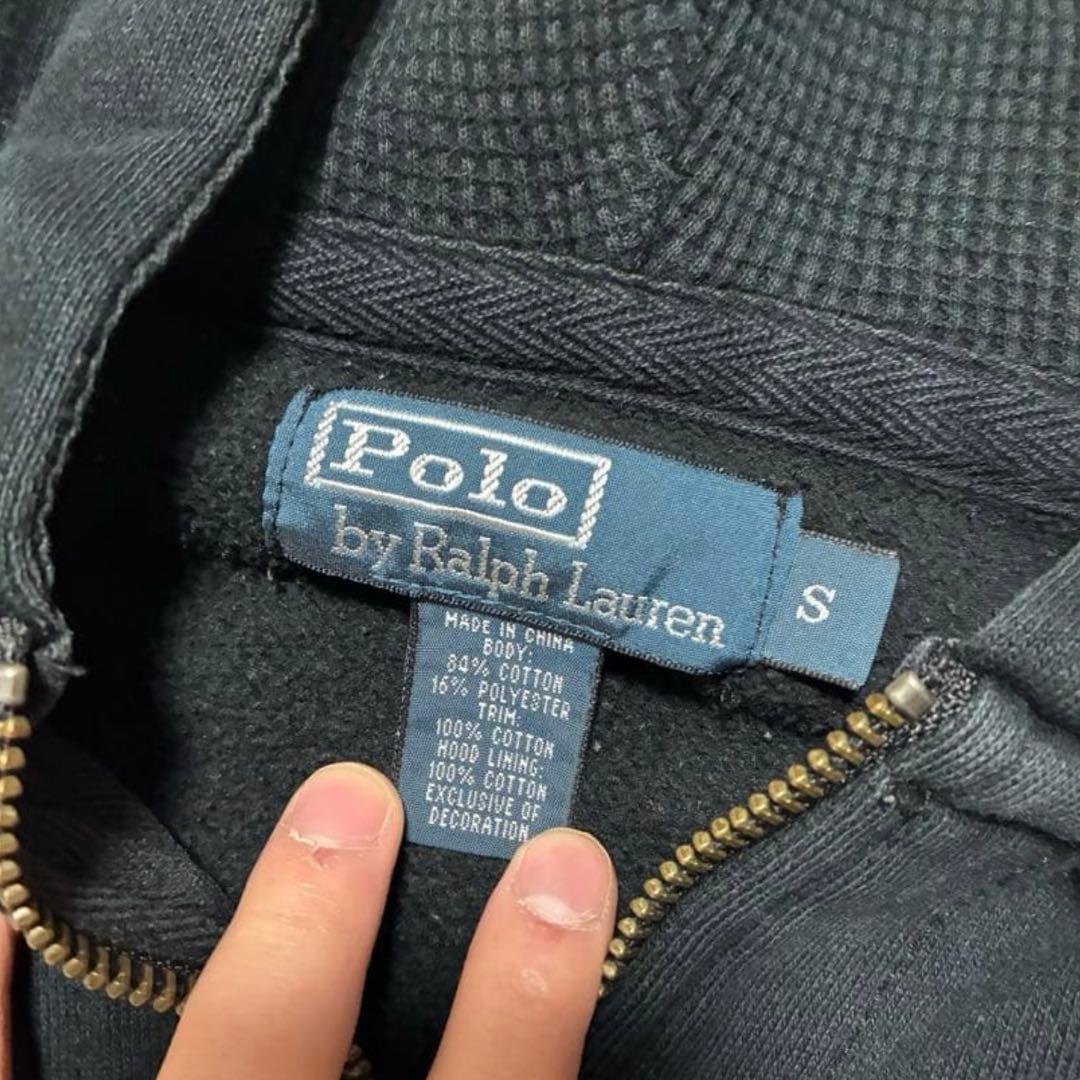 Polo
by Ralph Lauren
S
MADE IN CHINA
BODY:
84% COTTON
16% POLYESTER
TRIM:
100% COTTON
HOOD LINING:
100% COTTON
EXCLUSIVE OF
DECORATION